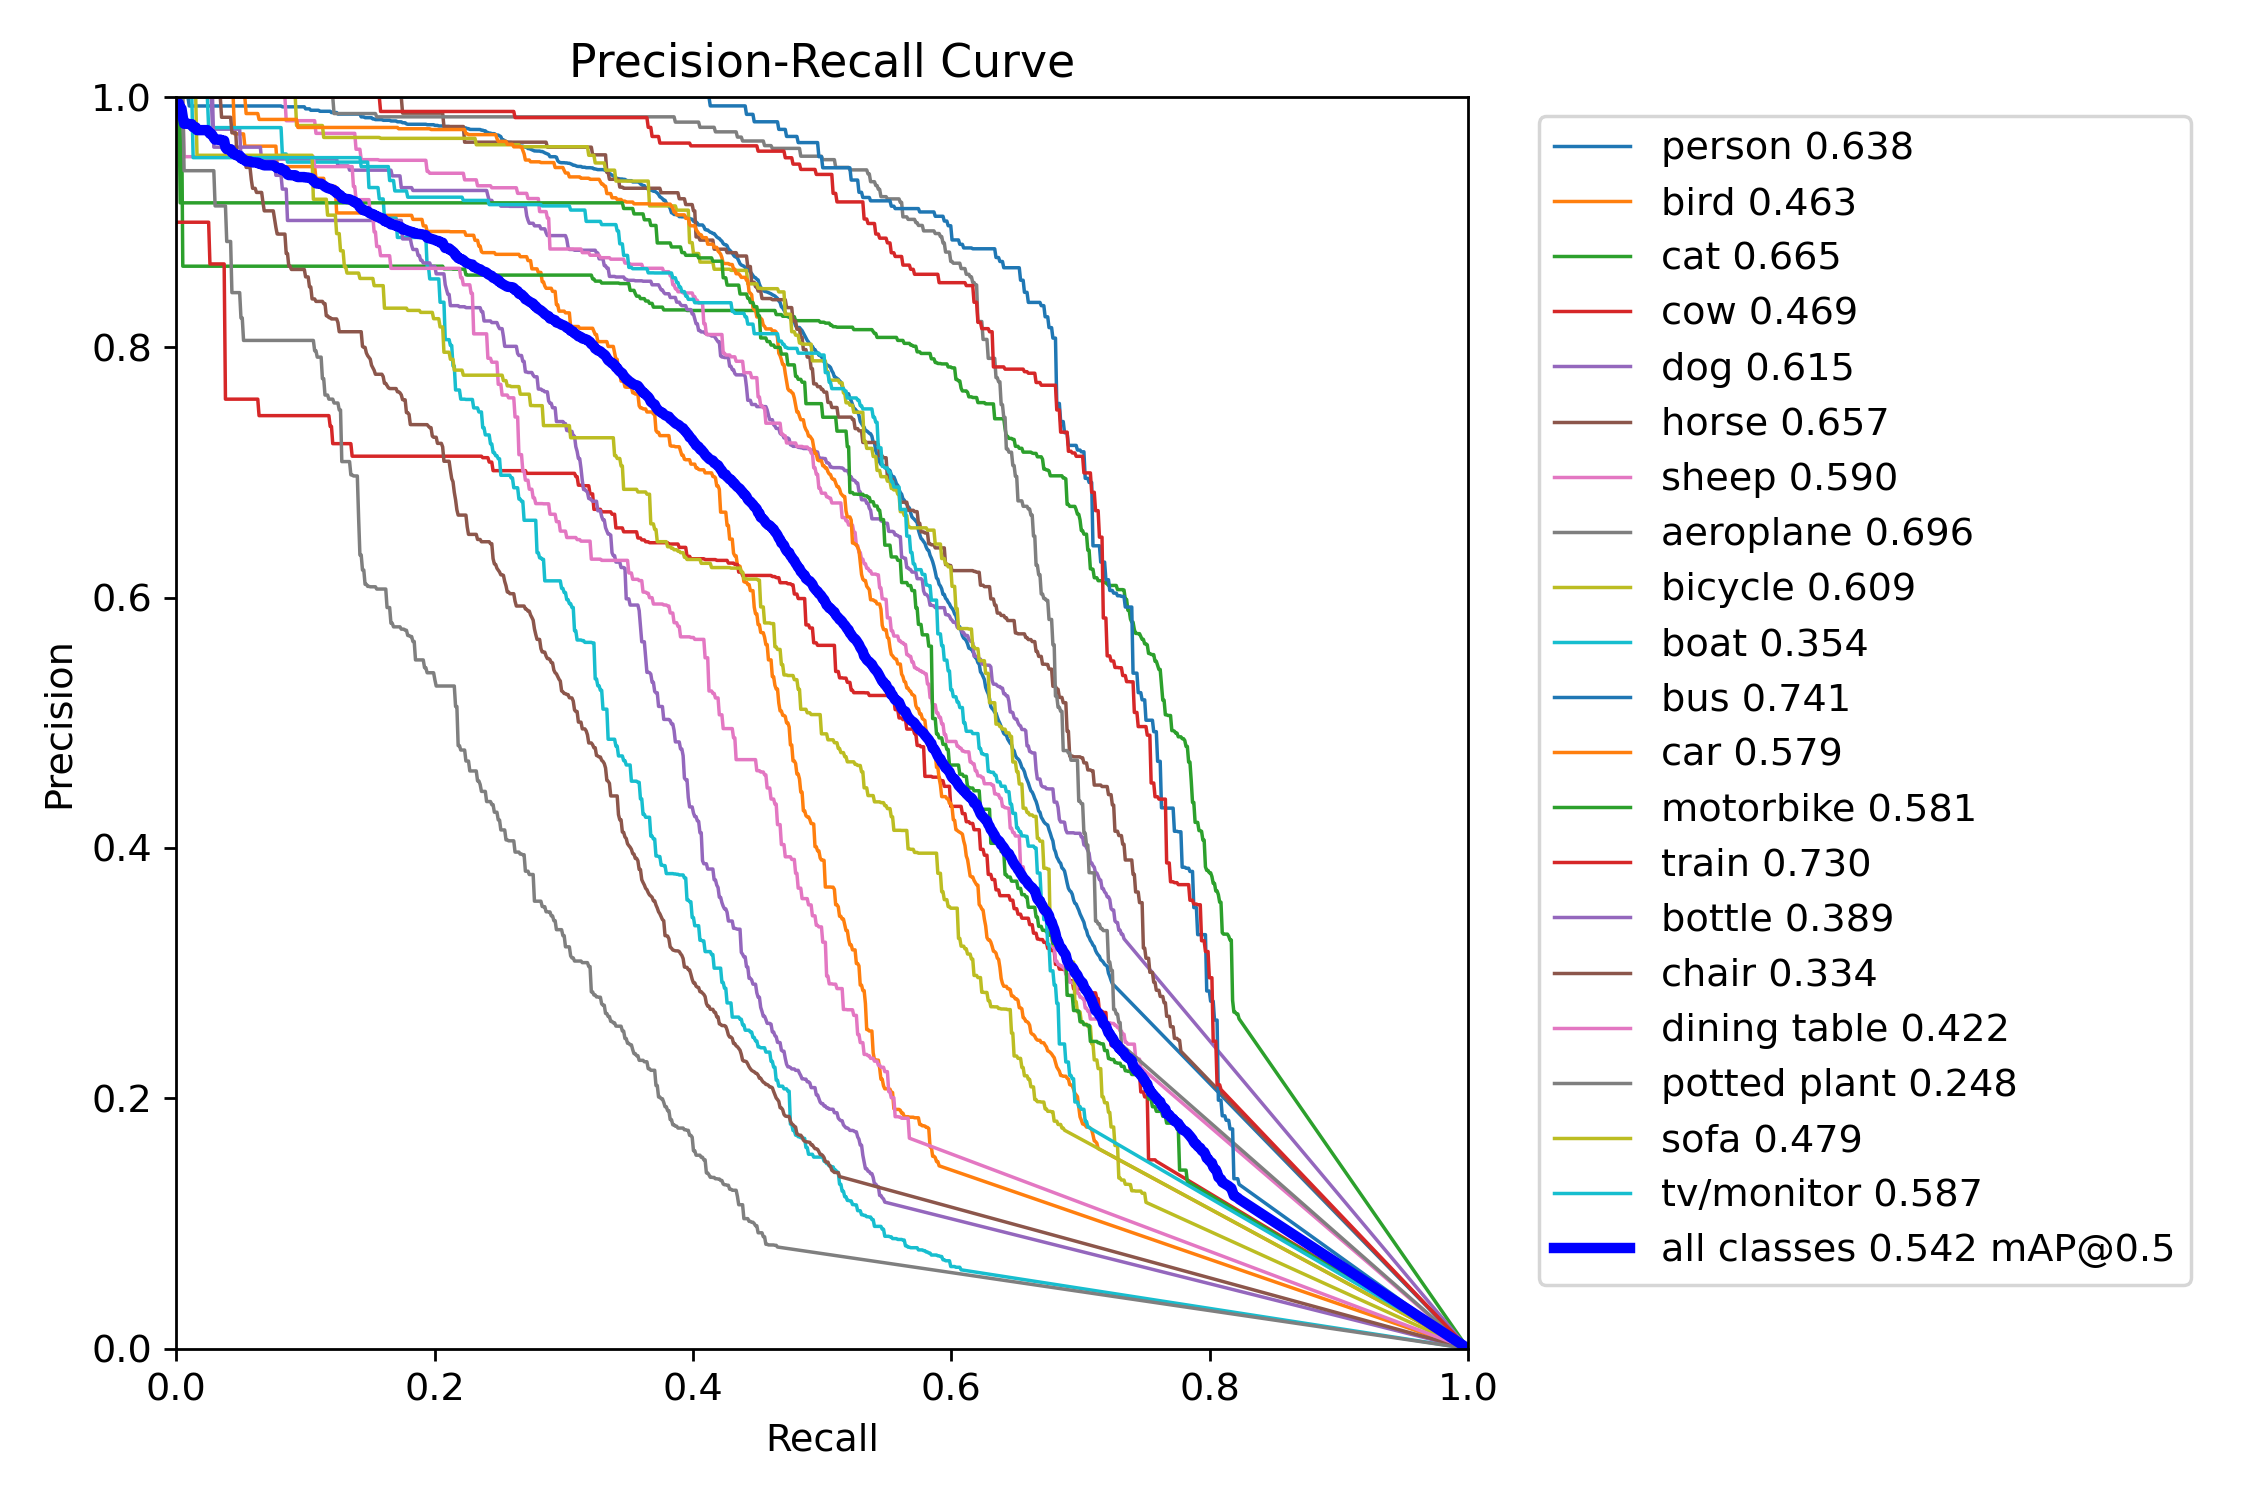 Precision-Recall Curve
1.0
0.8
0.6
0.4
0.2
0.0
Precision
0.0 0.2 0.4 0.6 0.8 1.0
Recall
person 0.638
bird 0.463
cat 0.665
cow 0.469
dog 0.615
horse 0.657
sheep 0.590
aeroplane 0.696
bicycle 0.609
boat 0.354
bus 0.741
car 0.579
motorbike 0.581
train 0.730
bottle 0.389
chair 0.334
dining table 0.422
potted plant 0.248
sofa 0.479
tv/monitor 0.587
all classes 0.542 mAP@0.5